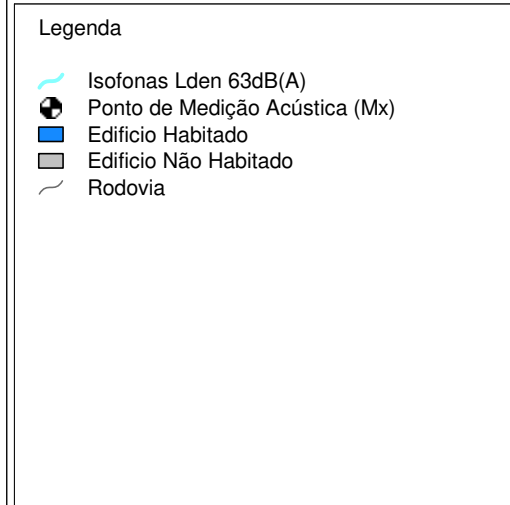 Legenda
Isofonas Lden 63dB(A)
Ponto de Medição Acústica (Mx)
Edificio Habitado
Edificio Não Habitado
Rodovia